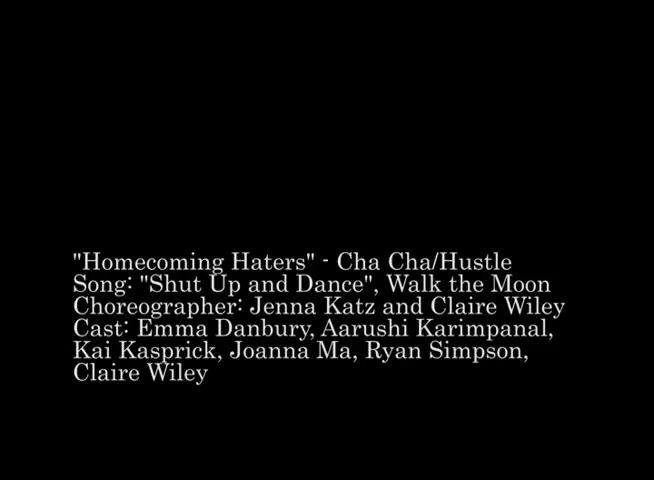 "Homecoming Haters" - Cha Cha/Hustle
Song: "Shut Up and Dance", Walk the Moon
Choreographer: Jenna Katz and Claire Wiley
Cast: Emma Danbury, Aarushi Karimpanal,
Kai Kasprick, Joanna Ma, Ryan Simpson,
Claire Wiley